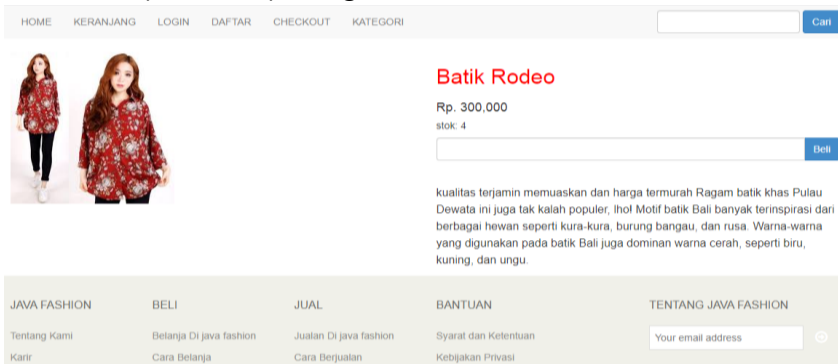 HOME KERANJANG LOGIN DAFTAR CHECKOUT KATEGORI Cari
Batik Rodeo
Rp. 300,000
stok: 4
Beli
kualitas terjamin memuaskan dan harga termurah Ragam batik khas Pulau
Dewata ini juga tak kalah populer, lho! Motif batik Bali banyak terinspirasi dari
berbagai hewan seperti kura-kura, burung bangau, dan rusa. Warna-warna
yang digunakan pada batik Bali juga dominan warna cerah, seperti biru,
kuning, dan ungu.
JAVA FASHION BELI JUAL BANTUAN TENTANG JAVA FASHION
Tentang Kami Belanja Di java fashion Jualan Di java fashion Syarat dan Ketentuan Your email address
Karir Cara Belanja Cara Berjualan Kebijakan Privasi